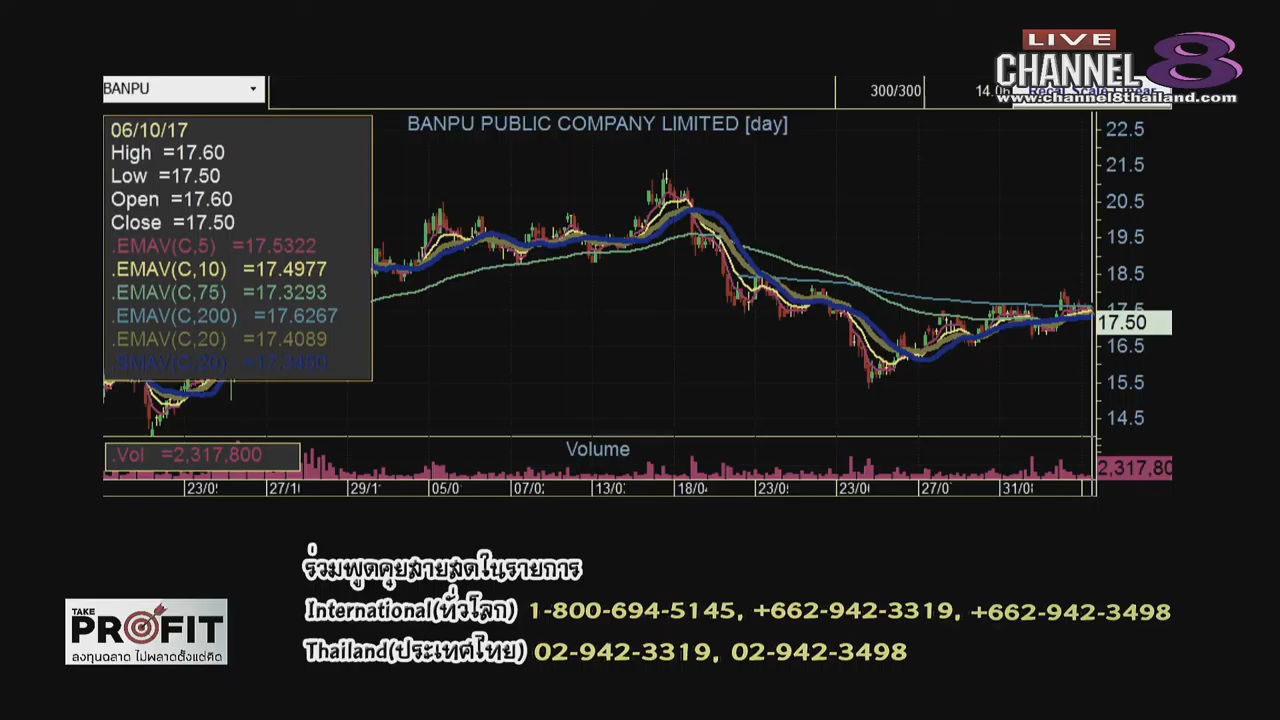 LIVE
CHANNEL 8
www.channel8thailand.com
BANPU
300/300
14.06
BANPU PUBLIC COMPANY LIMITED [day]
06/10/17
High =17.60
Low =17.50
Open =17.60
Close =17.50
.EMAV(C,5) =17.5322
.EMAV(C,10) =17.4977
.EMAV(C,75) =17.3293
.EMAV(C,200) =17.6267
.EMAV(C,20) =17.4089
.SMAV(C,20) =17.3450
22.5
21.5
20.5
19.5
18.5
17.5
17.50
16.5
15.5
14.5
.Vol =2,317,800
Volume
2,317,80
23/0
27/1
29/1
05/0
07/0
13/0
18/0
23/0
23/0
27/0
31/0
ร่วมพูดคุยสายสดในรายการ
International(ทั่วโลก) 1-800-694-5145, +662-942-3319, +662-942-3498
Thailand(ประเทศไทย) 02-942-3319, 02-942-3498
TAKE
PROFIT
ลงทุนฉลาด ไม่พลาดตั้งแต่คิด